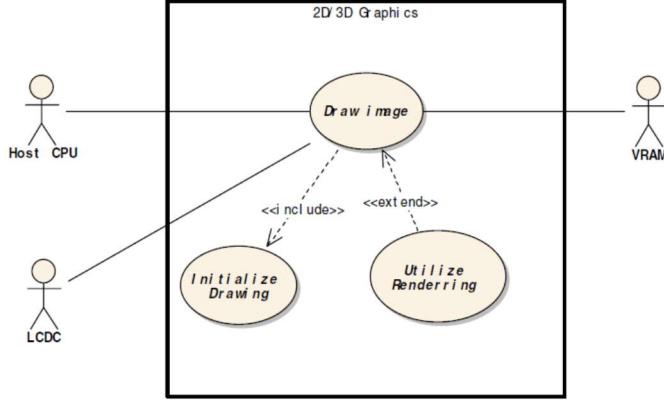 2D/3D Graphics
Draw image
Host CPU
VRAM
<<include>>
<<extend>>
Initialize
Drawing
Utilize
Renderring
LCDC